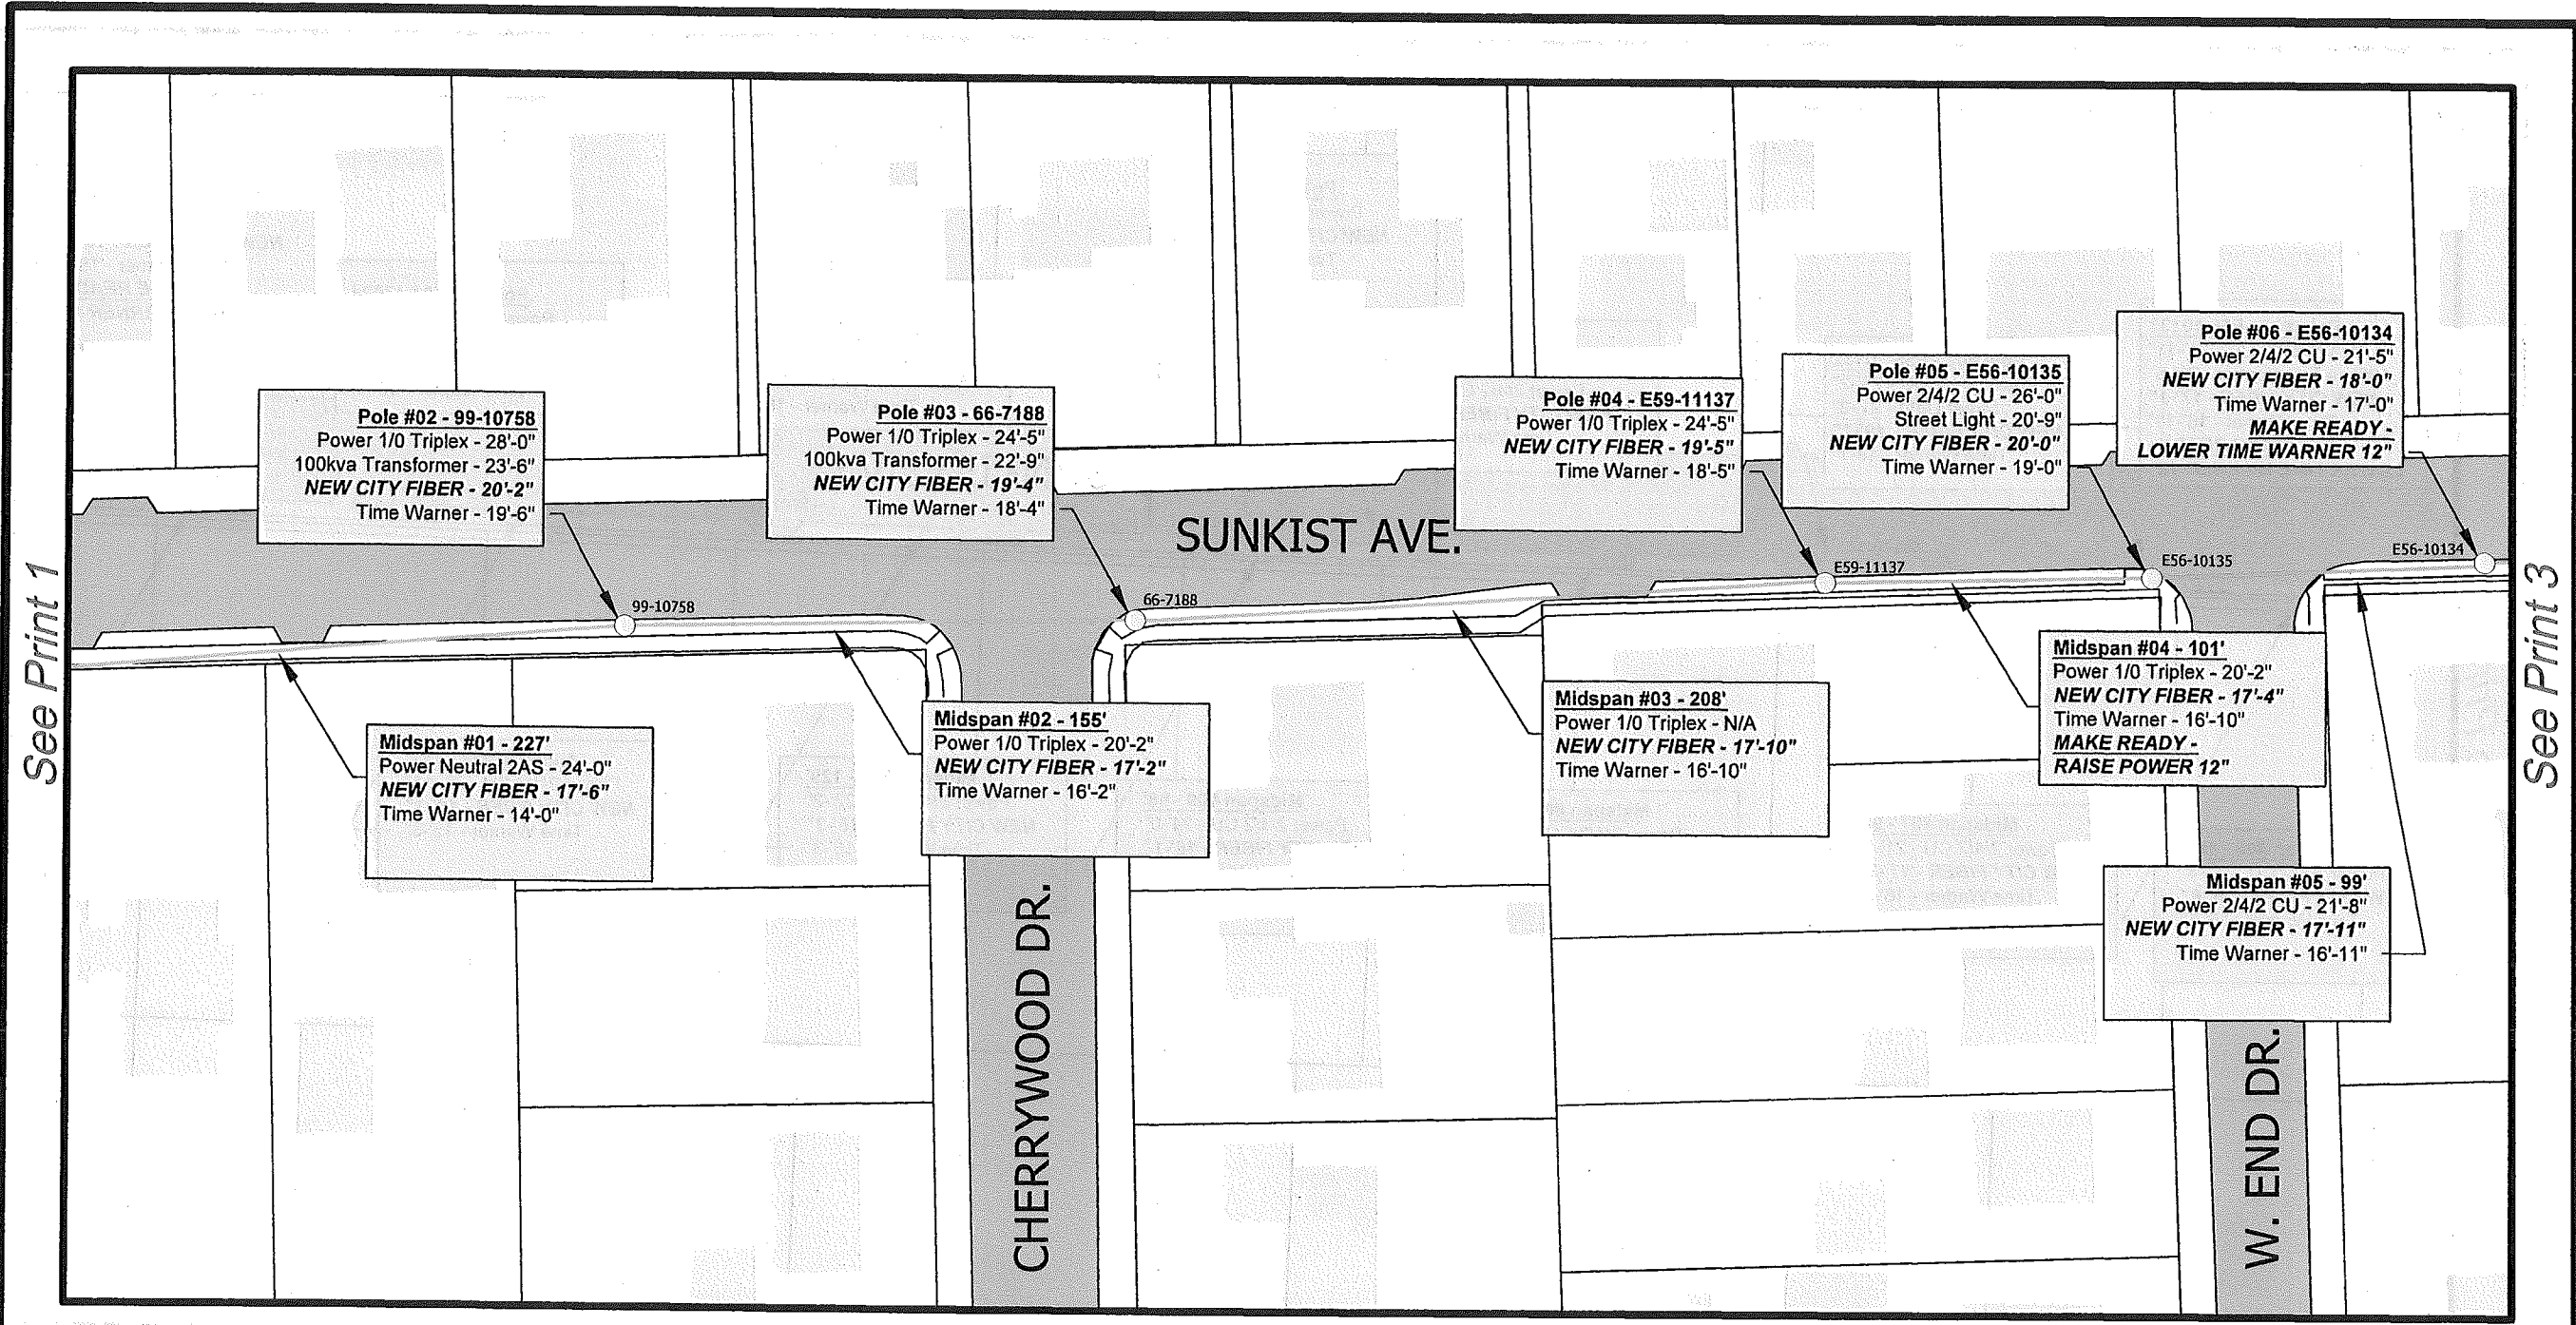 Pole #06 - E56-10134
Power 2/4/2 CU - 21'-5"
NEW CITY FIBER - 18'-0"
Time Warner - 17'-0"
MAKE READY -
LOWER TIME WARNER 12"
Pole #05 - E56-10135
Power 2/4/2 CU - 26'-0"
Street Light - 20'-9"
NEW CITY FIBER - 20'-0"
Time Warner - 19'-0"
Pole #04 - E59-11137
Power 1/0 Triplex - 24'-5"
NEW CITY FIBER - 19'-5"
Time Warner - 18'-5"
Pole #03 - 66-7188
Power 1/0 Triplex - 24'-5"
100kva Transformer - 22'-9"
NEW CITY FIBER - 19'-4"
Time Warner - 18'-4"
Pole #02 - 99-10758
Power 1/0 Triplex - 28'-0"
100kva Transformer - 23'-6"
NEW CITY FIBER - 20'-2"
Time Warner - 19'-6"
SUNKIST AVE.
See Print 1
See Print 3
99-10758
66-7188
E59-11137
E56-10135
E56-10134
Midspan #01 - 227'
Power Neutral 2AS - 24'-0"
NEW CITY FIBER - 17'-6"
Time Warner - 14'-0"
Midspan #02 - 155'
Power 1/0 Triplex - 20'-2"
NEW CITY FIBER - 17'-2"
Time Warner - 16'-2"
Midspan #03 - 208'
Power 1/0 Triplex - N/A
NEW CITY FIBER - 17'-10"
Time Warner - 16'-10"
Midspan #04 - 101'
Power 1/0 Triplex - 20'-2"
NEW CITY FIBER - 17'-4"
Time Warner - 16'-10"
MAKE READY -
RAISE POWER 12"
Midspan #05 - 99'
Power 2/4/2 CU - 21'-8"
NEW CITY FIBER - 17'-11"
Time Warner - 16'-11"
CHERRYWOOD DR.
W. END DR.